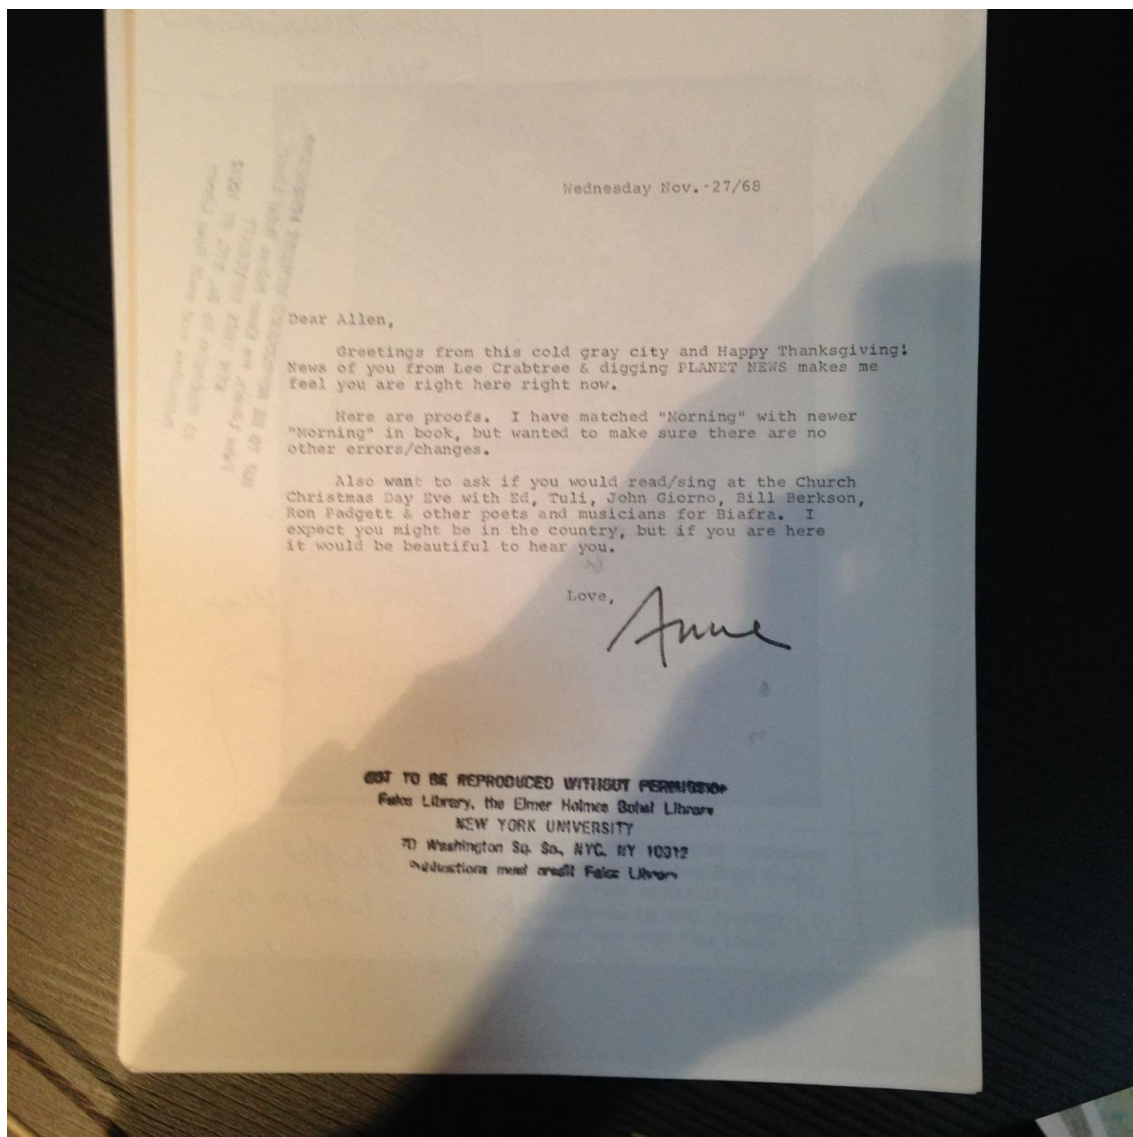 Wednesday Nov. 27/68
Dear Allen,
Greetings from this cold gray city and Happy Thanksgiving!
News of you from Lee Crabtree & digging PLANET NEWS makes me
feel you are right here right now.
Here are proofs. I have matched "Morning" with newer
"Morning" in book, but wanted to make sure there are no
other errors/changes.
Also want to ask if you would read/sing at the Church
Christmas Day Eve with Ed, Tuli, John Giorno, Bill Berkson,
Ron Padgett & other poets and musicians for Biafra. I
expect you might be in the country, but if you are here
it would be beautiful to hear you.
Love,
Anne
NOT TO BE REPRODUCED WITHOUT PERMISSION
Fales Library, the Elmer Holmes Bobst Library
NEW YORK UNIVERSITY
70 Washington Sq. So., NYC, NY 10012
Publications must credit Fales Library